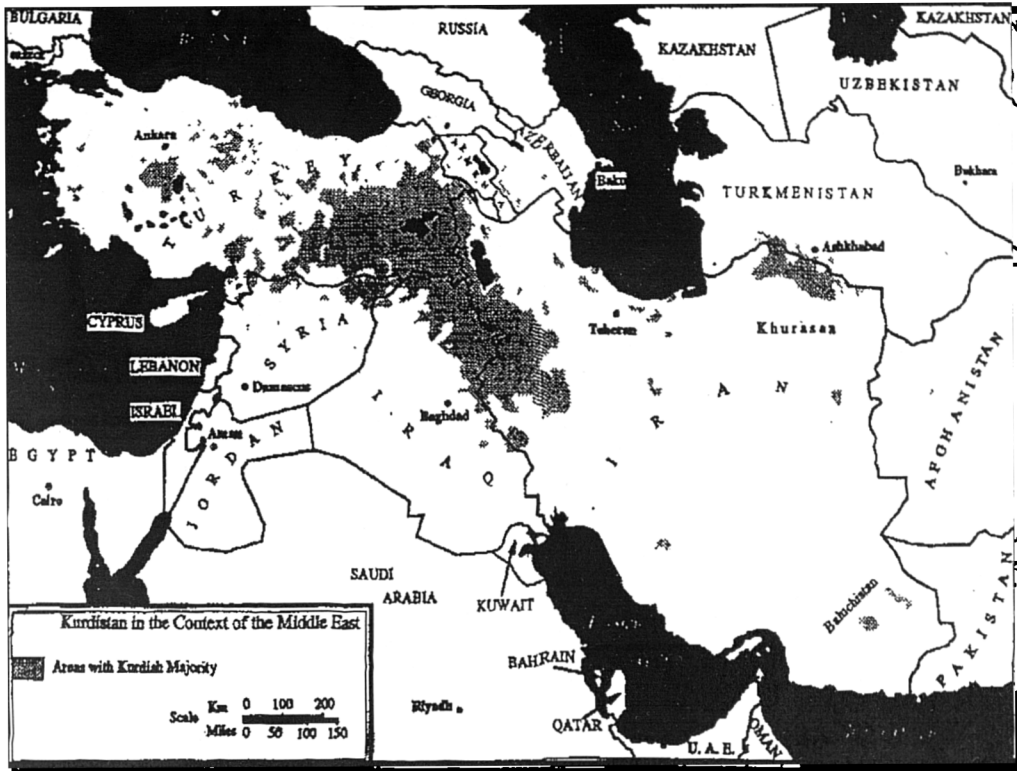 BULGARIA
RUSSIA
KAZAKHSTAN
KAZAKHSTAN
UZBEKISTAN
GEORGIA
AZERBAIJAN
Ankara
Baku
Bukhara
TURKEY
TURKMENISTAN
Ashkhabad
CYPRUS
SYRIA
Teheran
Khurasan
LEBANON
Damascus
ISRAEL
IRAQ
Baghdad
IRAN
AFGHANISTAN
Aman
JORDAN
EGYPT
Cairo
SAUDI
ARABIA
KUWAIT
Baluchistan
PAKISTAN
BAHRAIN
QATAR
Riyadh
U.A.E.
OMAN
Kurdistan in the Context of the Middle East
Areas with Kurdish Majority
Scale
Km 0 100 200
Miles 0 50 100 150